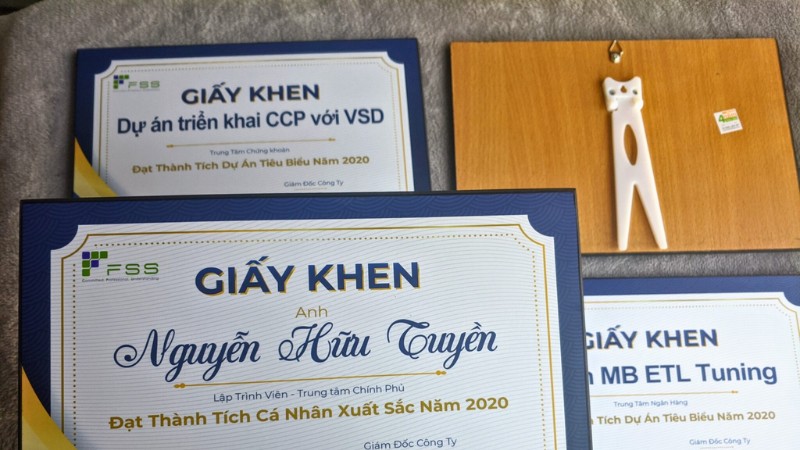 FSS
GIẤY KHEN
Dự án triển khai CCP với VSD
Trung Tâm Chứng khoán
Đạt Thành Tích Dự Án Tiêu Biểu Năm 2020
Giám Đốc Công Ty
FSS
GIẤY KHEN
Anh
Nguyễn Hữu Tuyền
Lập Trình Viên - Trung tâm Chính Phủ
Đạt Thành Tích Cá Nhân Xuất Sắc Năm 2020
Giám Đốc Công Ty
GIẤY KHEN
MB ETL Tuning
Trung Tâm Ngân Hàng
Tích Dự Án Tiêu Biểu Năm 2020
Giám Đốc Công Ty